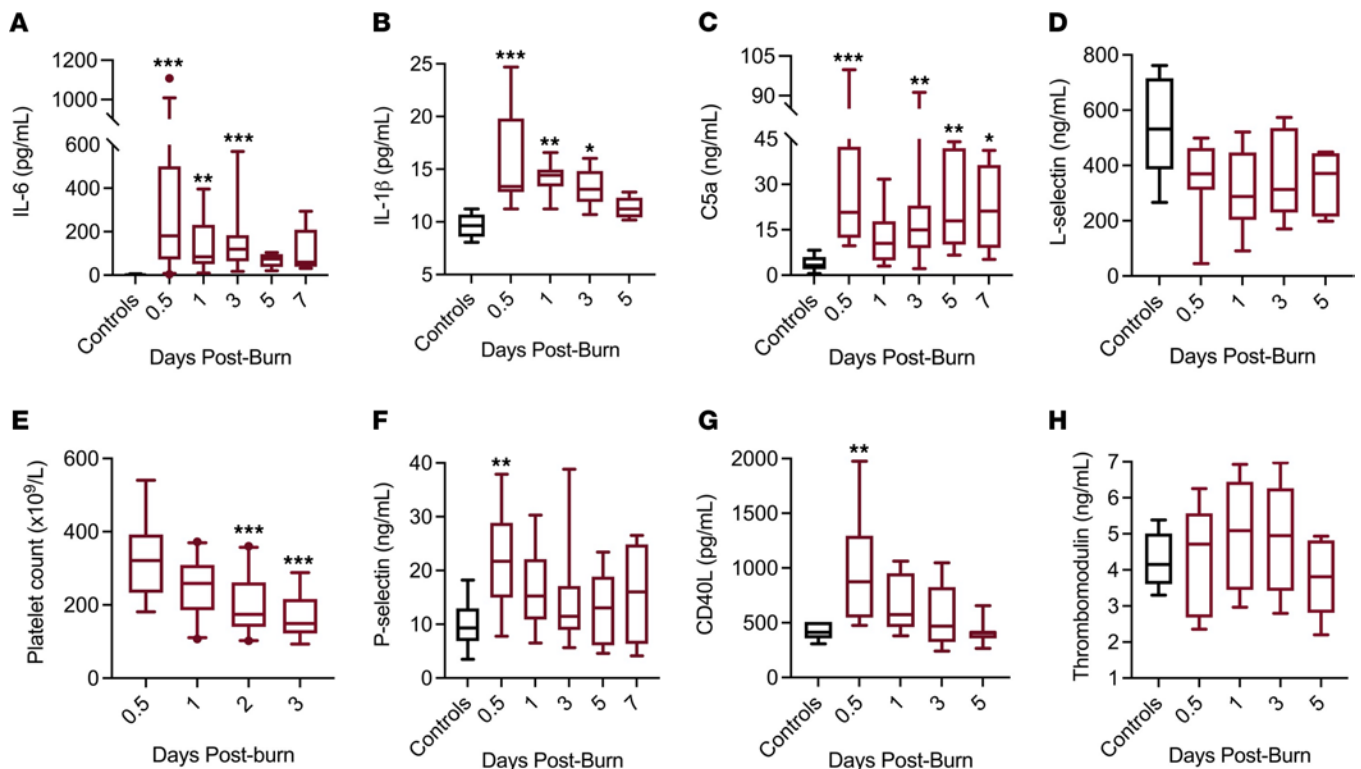 A
IL-6 (pg/mL)
1200
1000
600
400
200
0
***
**
***
Controls
0.5
1
3
5
7
Days Post-Burn
B
IL-1β (pg/mL)
25
20
15
10
5
***
**
*
Controls
0.5
1
3
5
Days Post-Burn
C
C5a (ng/mL)
105
90
45
30
15
0
***
**
**
*
Controls
0.5
1
3
5
7
Days Post-Burn
D
L-selectin (ng/mL)
800
600
400
200
0
Controls
0.5
1
3
5
Days Post-Burn
E
Platelet count (x10⁹/L)
600
400
200
0
***
***
0.5
1
2
3
Days Post-burn
F
P-selectin (ng/mL)
40
30
20
10
0
**
Controls
0.5
1
3
5
7
Days Post-Burn
G
CD40L (pg/mL)
2000
1500
1000
500
0
**
Controls
0.5
1
3
5
Days Post-Burn
H
Thrombomodulin (ng/mL)
7
6
5
4
3
2
1
Controls
0.5
1
3
5
Days Post-Burn